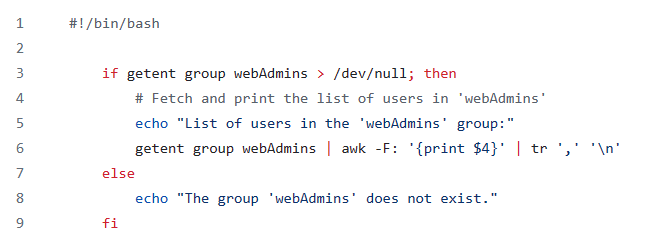 1 #!/bin/bash
2
3 if getent group webAdmins > /dev/null; then
4 # Fetch and print the list of users in 'webAdmins'
5 echo "List of users in the 'webAdmins' group:"
6 getent group webAdmins | awk -F: '{print $4}' | tr ',' '\n'
7 else
8 echo "The group 'webAdmins' does not exist."
9 fi